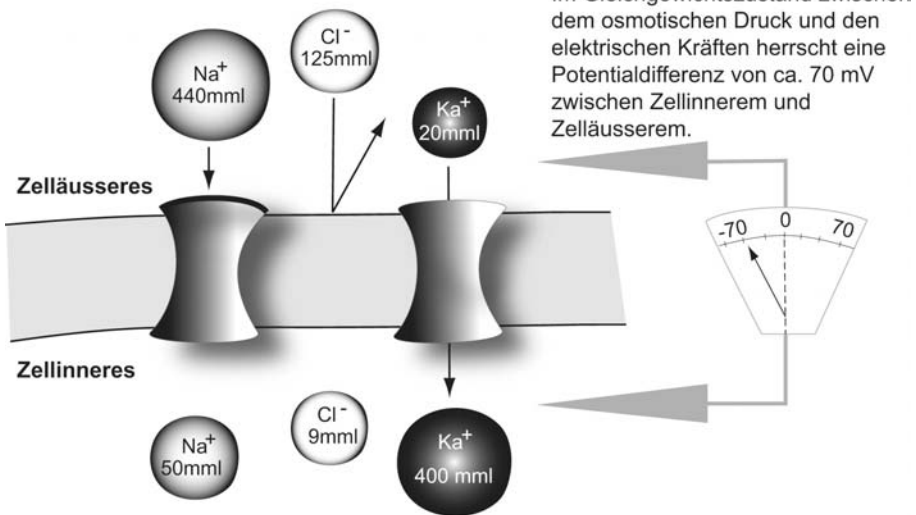 dem osmotischen Druck und den
elektrischen Kräften herrscht eine
Potentialdifferenz von ca. 70 mV
zwischen Zellinnerem und
Zelläusserem.
Na+
440mml
Cl-
125mml
Ka+
20mml
Zelläusseres
-70 0 70
Zellinneres
Na+
50mml
Cl-
9mml
Ka+
400 mml